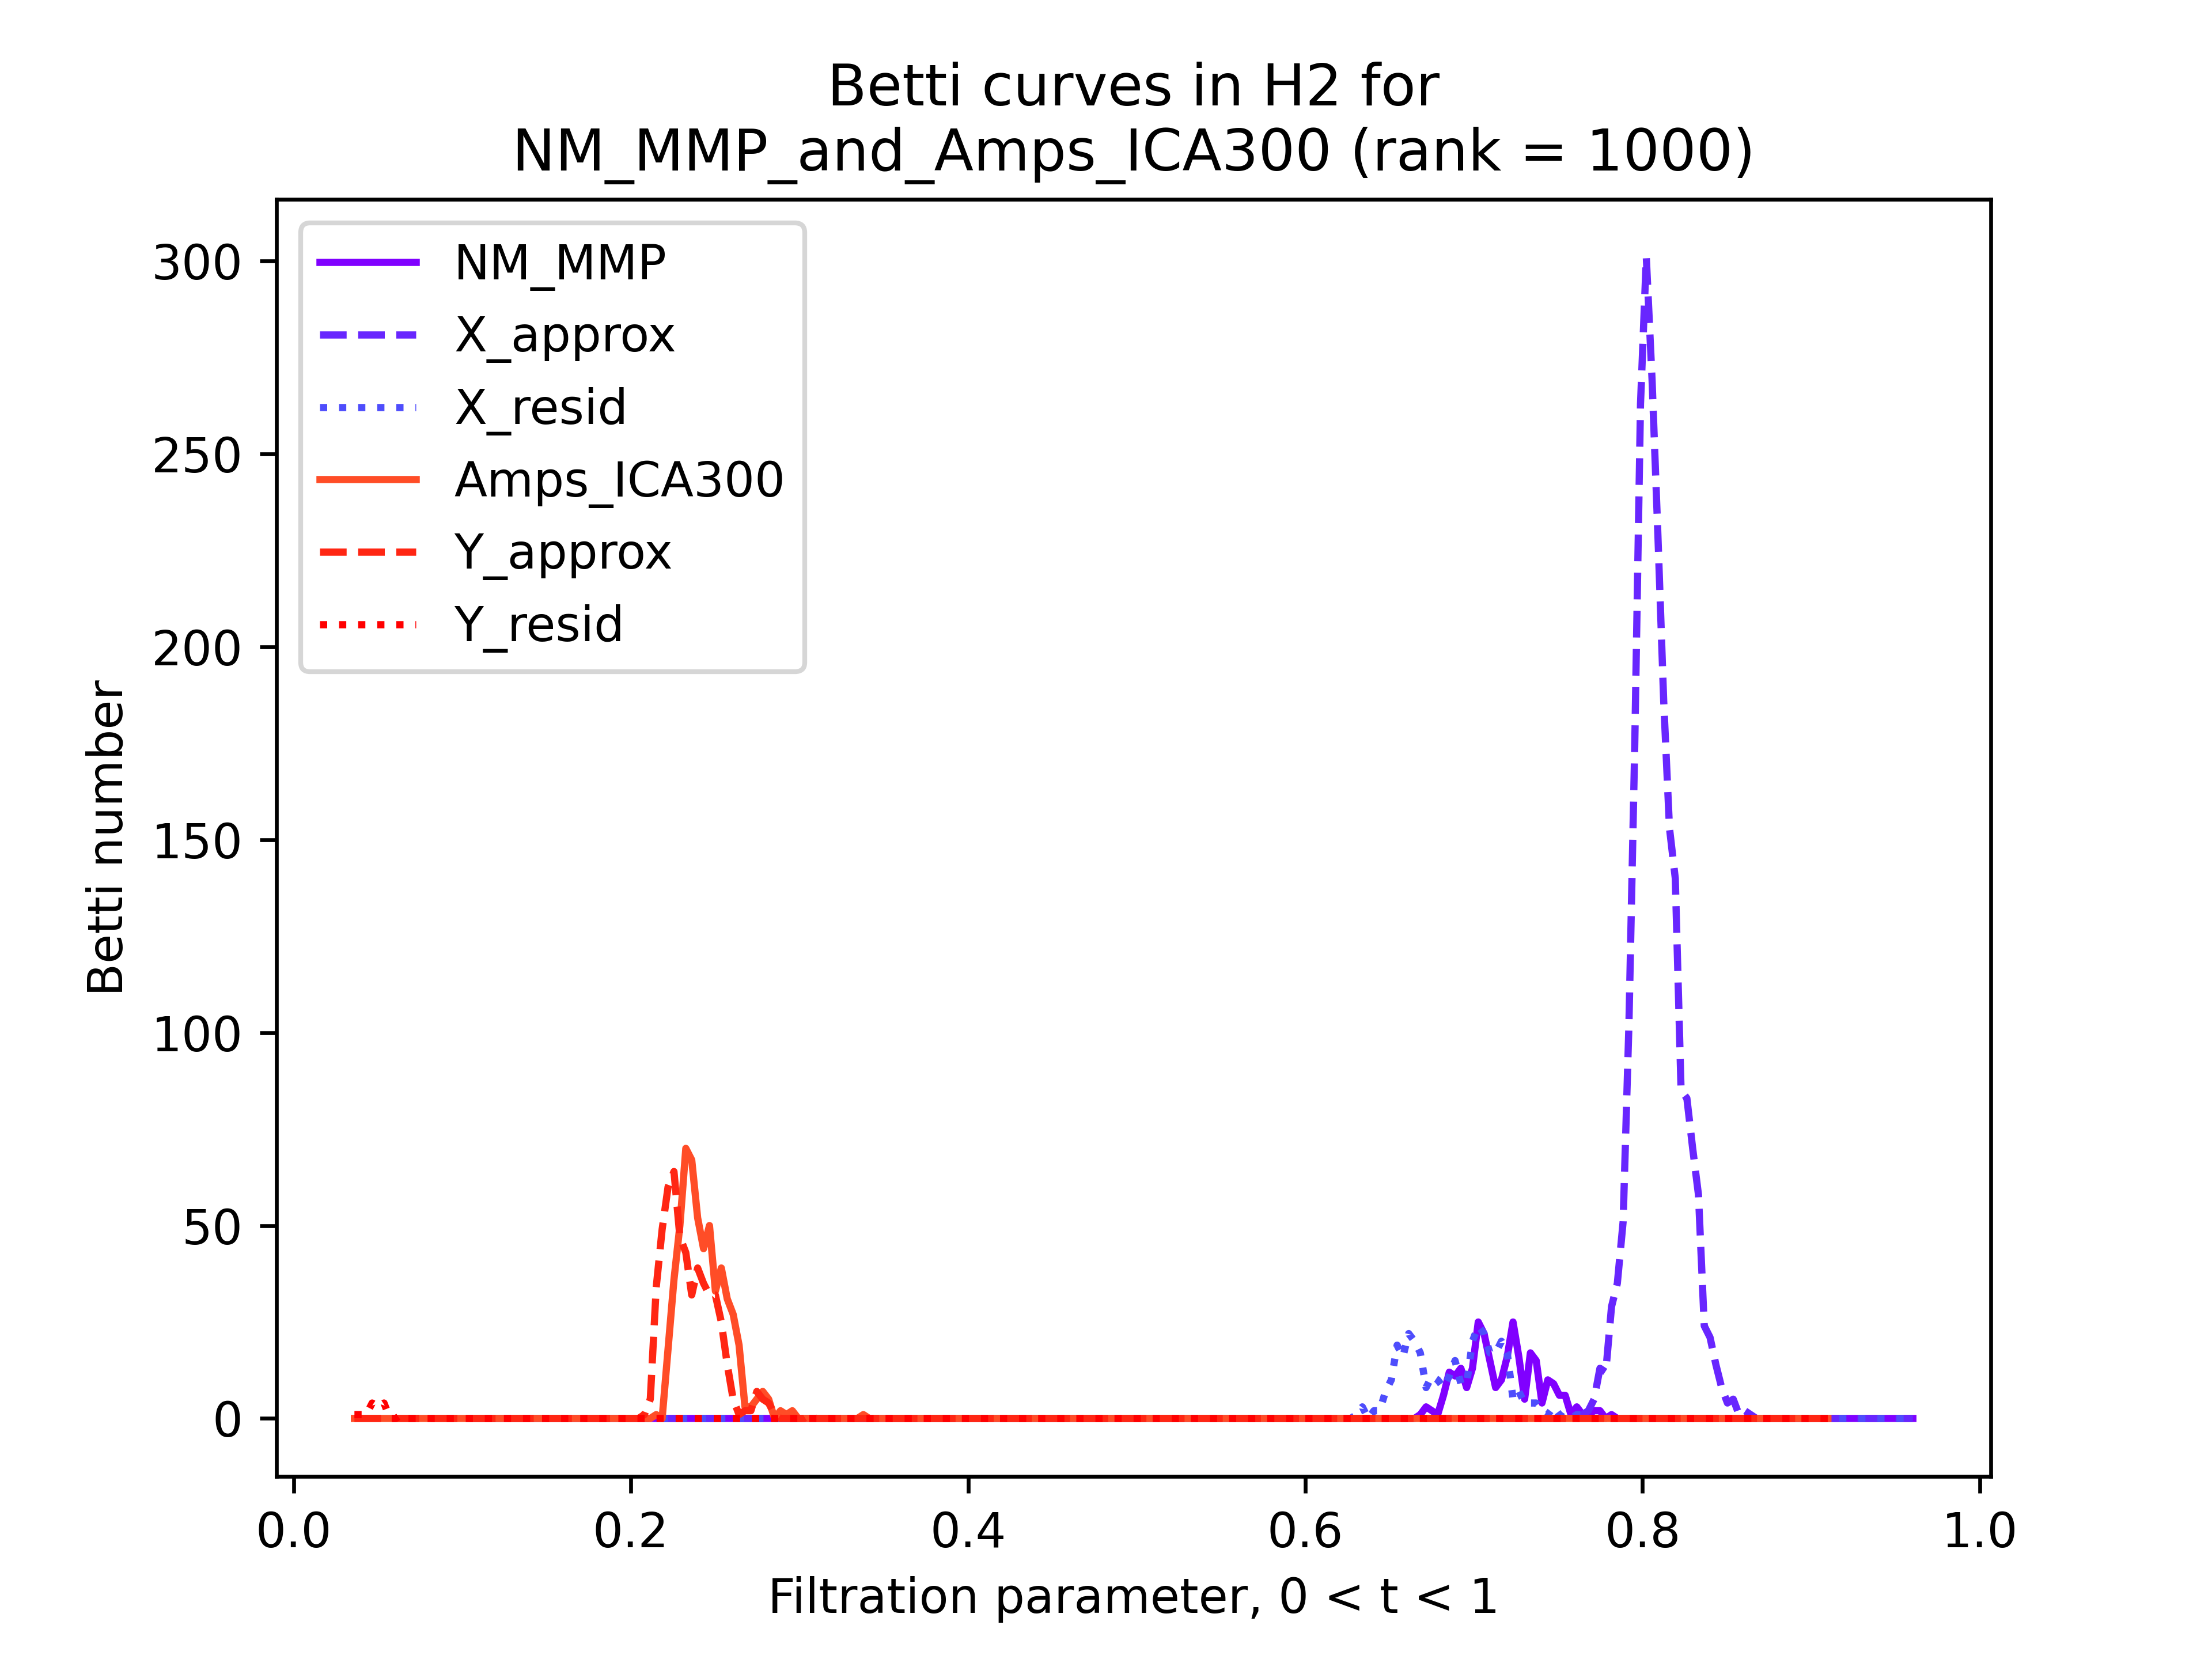 Betti curves in H2 for
NM_MMP_and_Amps_ICA300 (rank = 1000)
NM_MMP
X_approx
X_resid
Amps_ICA300
Y_approx
Y_resid
Betti number
300
250
200
150
100
50
0
0.0 0.2 0.4 0.6 0.8 1.0
Filtration parameter, 0 < t < 1